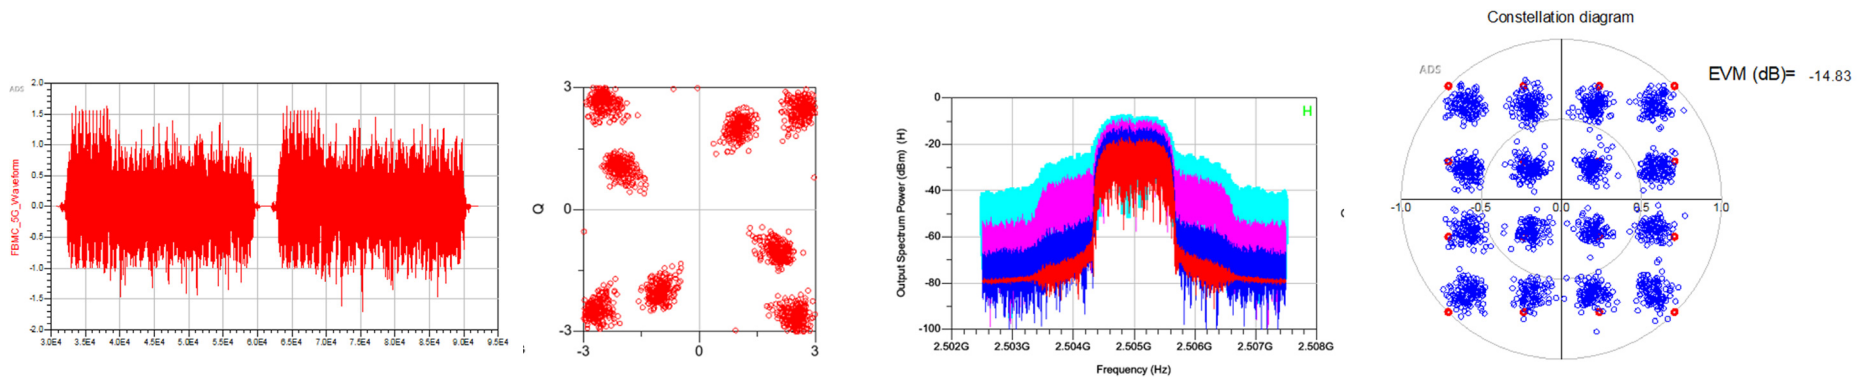 ADS
FBMC_5G_Waveform
2.0
1.5
1.0
0.5
0.0
-0.5
-1.0
-1.5
-2.0
3.0E4 3.5E4 4.0E4 4.5E4 5.0E4 5.5E4 6.0E4 6.5E4 7.0E4 7.5E4 8.0E4 8.5E4 9.0E4 9.5E4
Q
3
0
-3
-3 0 3
Output Spectrum Power (dBm) (H)
H
0
-20
-40
-60
-80
-100
2.502G 2.503G 2.504G 2.505G 2.506G 2.507G 2.508G
Frequency (Hz)
Constellation diagram
ADS
EVM (dB)= -14.83
-1.0 -0.5 0.0 0.5 1.0